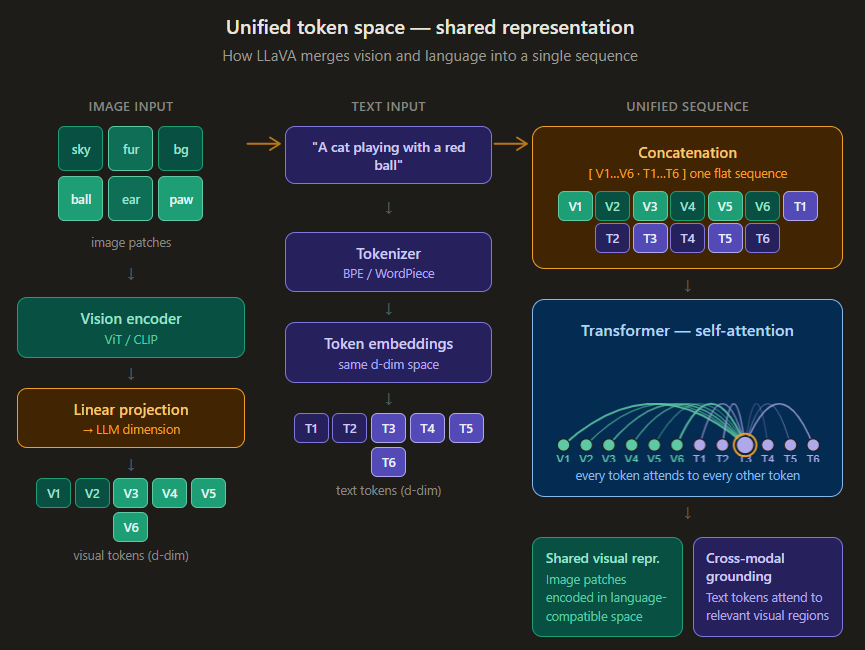 Unified token space — shared representation
How LLaVA merges vision and language into a single sequence
IMAGE INPUT
sky fur bg
ball ear paw
image patches
↓
Vision encoder
ViT / CLIP
↓
Linear projection
→ LLM dimension
↓
V1 V2 V3 V4 V5
V6
visual tokens (d-dim)
TEXT INPUT
"A cat playing with a red
ball"
↓
Tokenizer
BPE / WordPiece
↓
Token embeddings
same d-dim space
↓
T1 T2 T3 T4 T5
T6
text tokens (d-dim)
UNIFIED SEQUENCE
Concatenation
[ V1...V6 · T1...T6 ] one flat sequence
V1 V2 V3 V4 V5 V6 T1
T2 T3 T4 T5 T6
↓
Transformer — self-attention
V1 V2 V3 V4 V5 V6 T1 T2 T3 T4 T5 T6
every token attends to every other token
↓
Shared visual repr.
Image patches
encoded in language-
compatible space
Cross-modal
grounding
Text tokens attend to
relevant visual regions